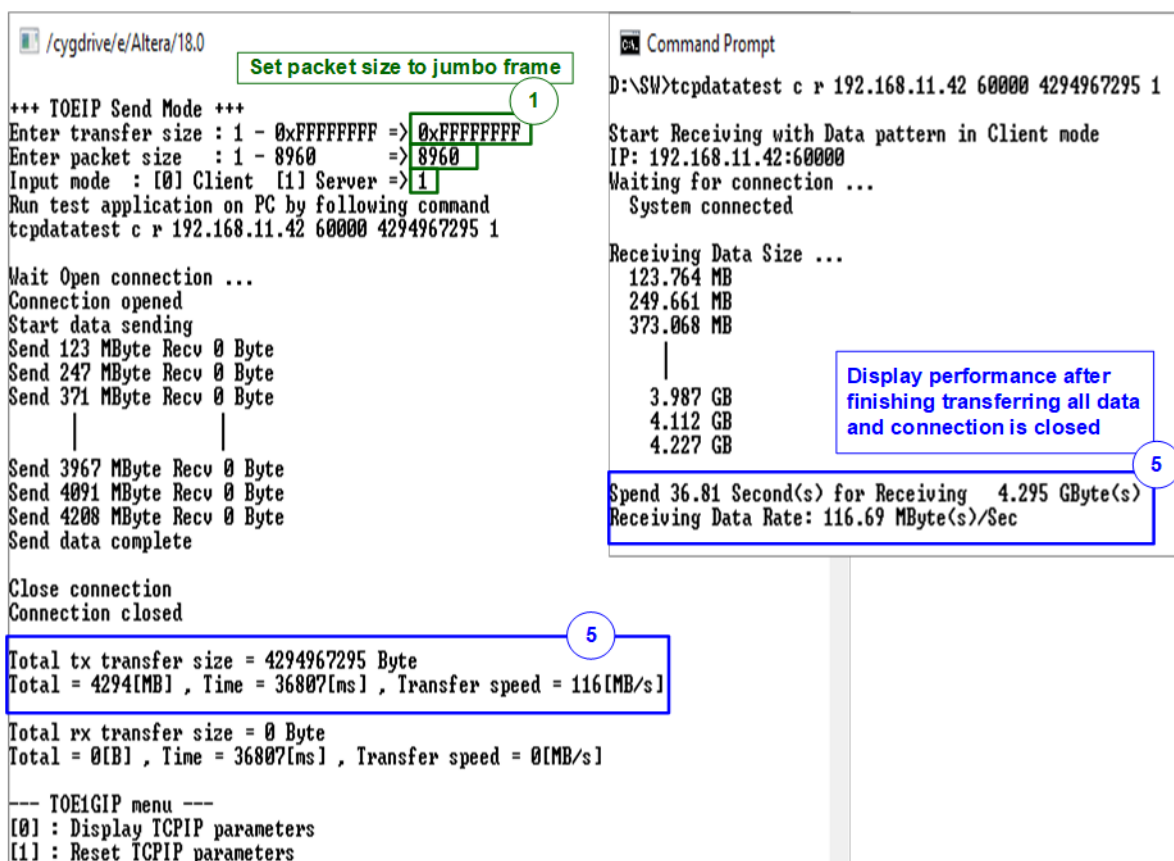 /cygdrive/e/Altera/18.0
Set packet size to jumbo frame
1
+++ TOEIP Send Mode +++
Enter transfer size : 1 - 0xFFFFFFFF => 0xFFFFFFFF
Enter packet size   : 1 - 8960       => 8960
Input mode  : [0] Client  [1] Server => 1
Run test application on PC by following command
tcpdatatest c r 192.168.11.42 60000 4294967295 1
Wait Open connection ...
Connection opened
Start data sending
Send 123 MByte Recv 0 Byte
Send 247 MByte Recv 0 Byte
Send 371 MByte Recv 0 Byte
Send 3967 MByte Recv 0 Byte
Send 4091 MByte Recv 0 Byte
Send 4208 MByte Recv 0 Byte
Send data complete
Close connection
Connection closed
5
Total tx transfer size = 4294967295 Byte
Total = 4294[MB] , Time = 36807[ms] , Transfer speed = 116[MB/s]
Total rx transfer size = 0 Byte
Total = 0[B] , Time = 36807[ms] , Transfer speed = 0[MB/s]
--- TOE1GIP menu ---
[0] : Display TCPIP parameters
[1] : Reset TCPIP parameters
C:\.
Command Prompt
D:\SW>tcpdatatest c r 192.168.11.42 60000 4294967295 1
Start Receiving with Data pattern in Client mode
IP: 192.168.11.42:60000
Waiting for connection ...
System connected
Receiving Data Size ...
123.764 MB
249.661 MB
373.068 MB
3.987 GB
4.112 GB
4.227 GB
Display performance after
finishing transferring all data
and connection is closed
5
Spend 36.81 Second(s) for Receiving   4.295 GByte(s)
Receiving Data Rate: 116.69 MByte(s)/Sec